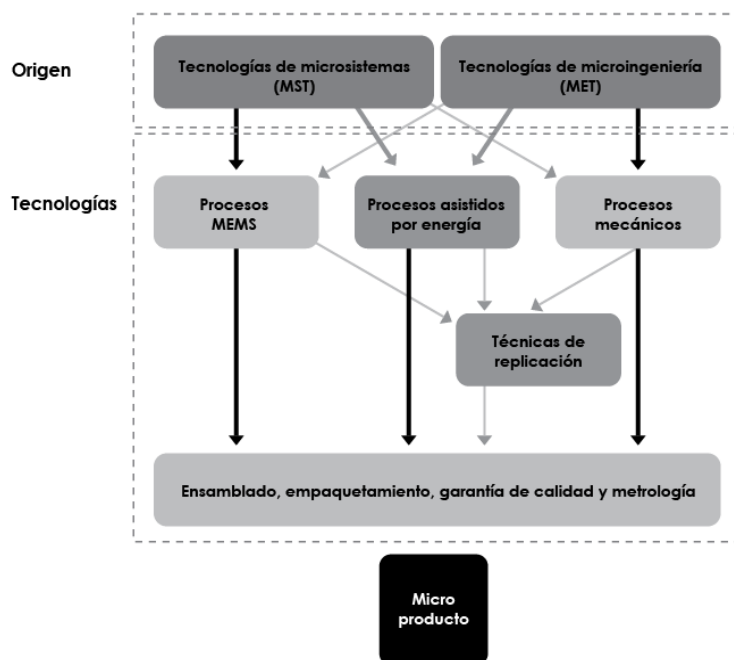 Origen
Tecnologías de microsistemas
(MST)
Tecnologías de microingeniería
(MET)
Tecnologías
Procesos
MEMS
Procesos asistidos
por energía
Procesos
mecánicos
Técnicas de
replicación
Ensamblado, empaquetamiento, garantía de calidad y metrología
Micro
producto